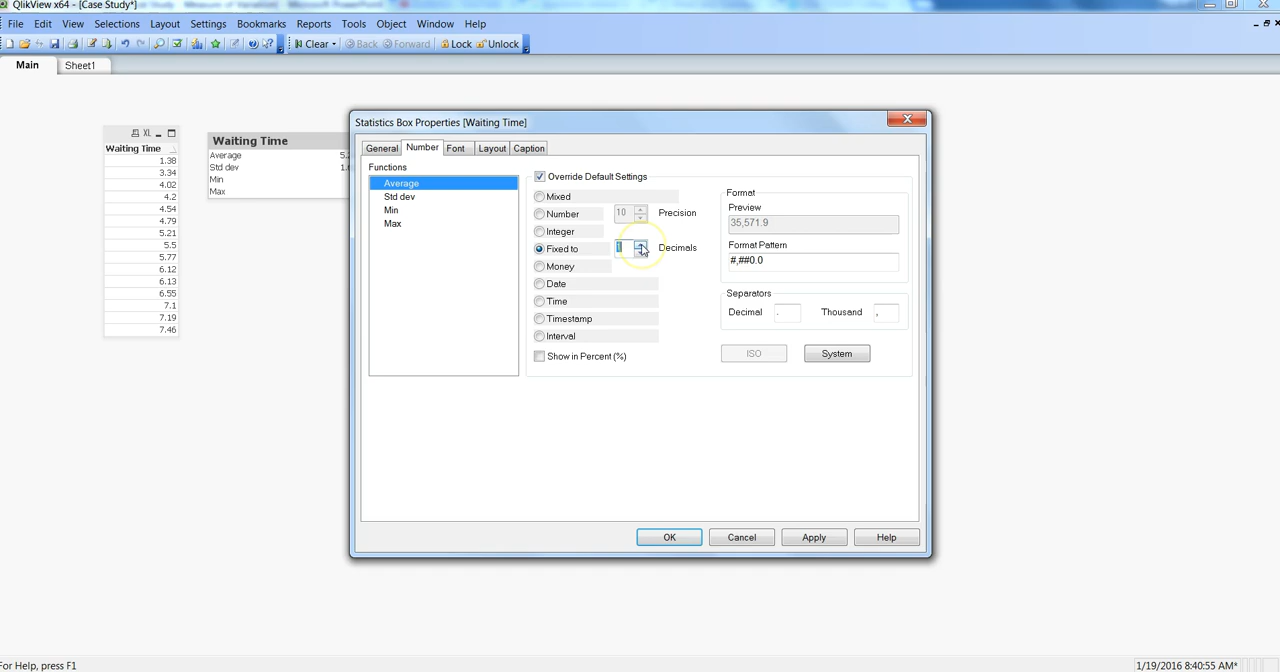 QlikView x64 - [Case Study*]
File Edit View Selections Layout Settings Bookmarks Reports Tools Object Window Help
Clear Back Forward Lock Unlock
Main Sheet1
XL
Waiting Time
1.38
3.34
4.02
4.2
4.54
4.79
5.21
5.5
5.77
6.12
6.13
6.55
7.1
7.19
7.46
Waiting Time
Average
Std dev
Min
Max
Statistics Box Properties [Waiting Time]
General Number Font Layout Caption
Functions
Average
Std dev
Min
Max
Override Default Settings
Mixed
Number 10 Precision
Integer
Fixed to Decimals
Money
Date
Time
Timestamp
Interval
Show in Percent (%)
Format
Preview
35,571.9
Format Pattern
#,##0.0
Separators
Decimal . Thousand ,
ISO System
OK Cancel Apply Help
For Help, press F1
1/19/2016 8:40:55 AM*